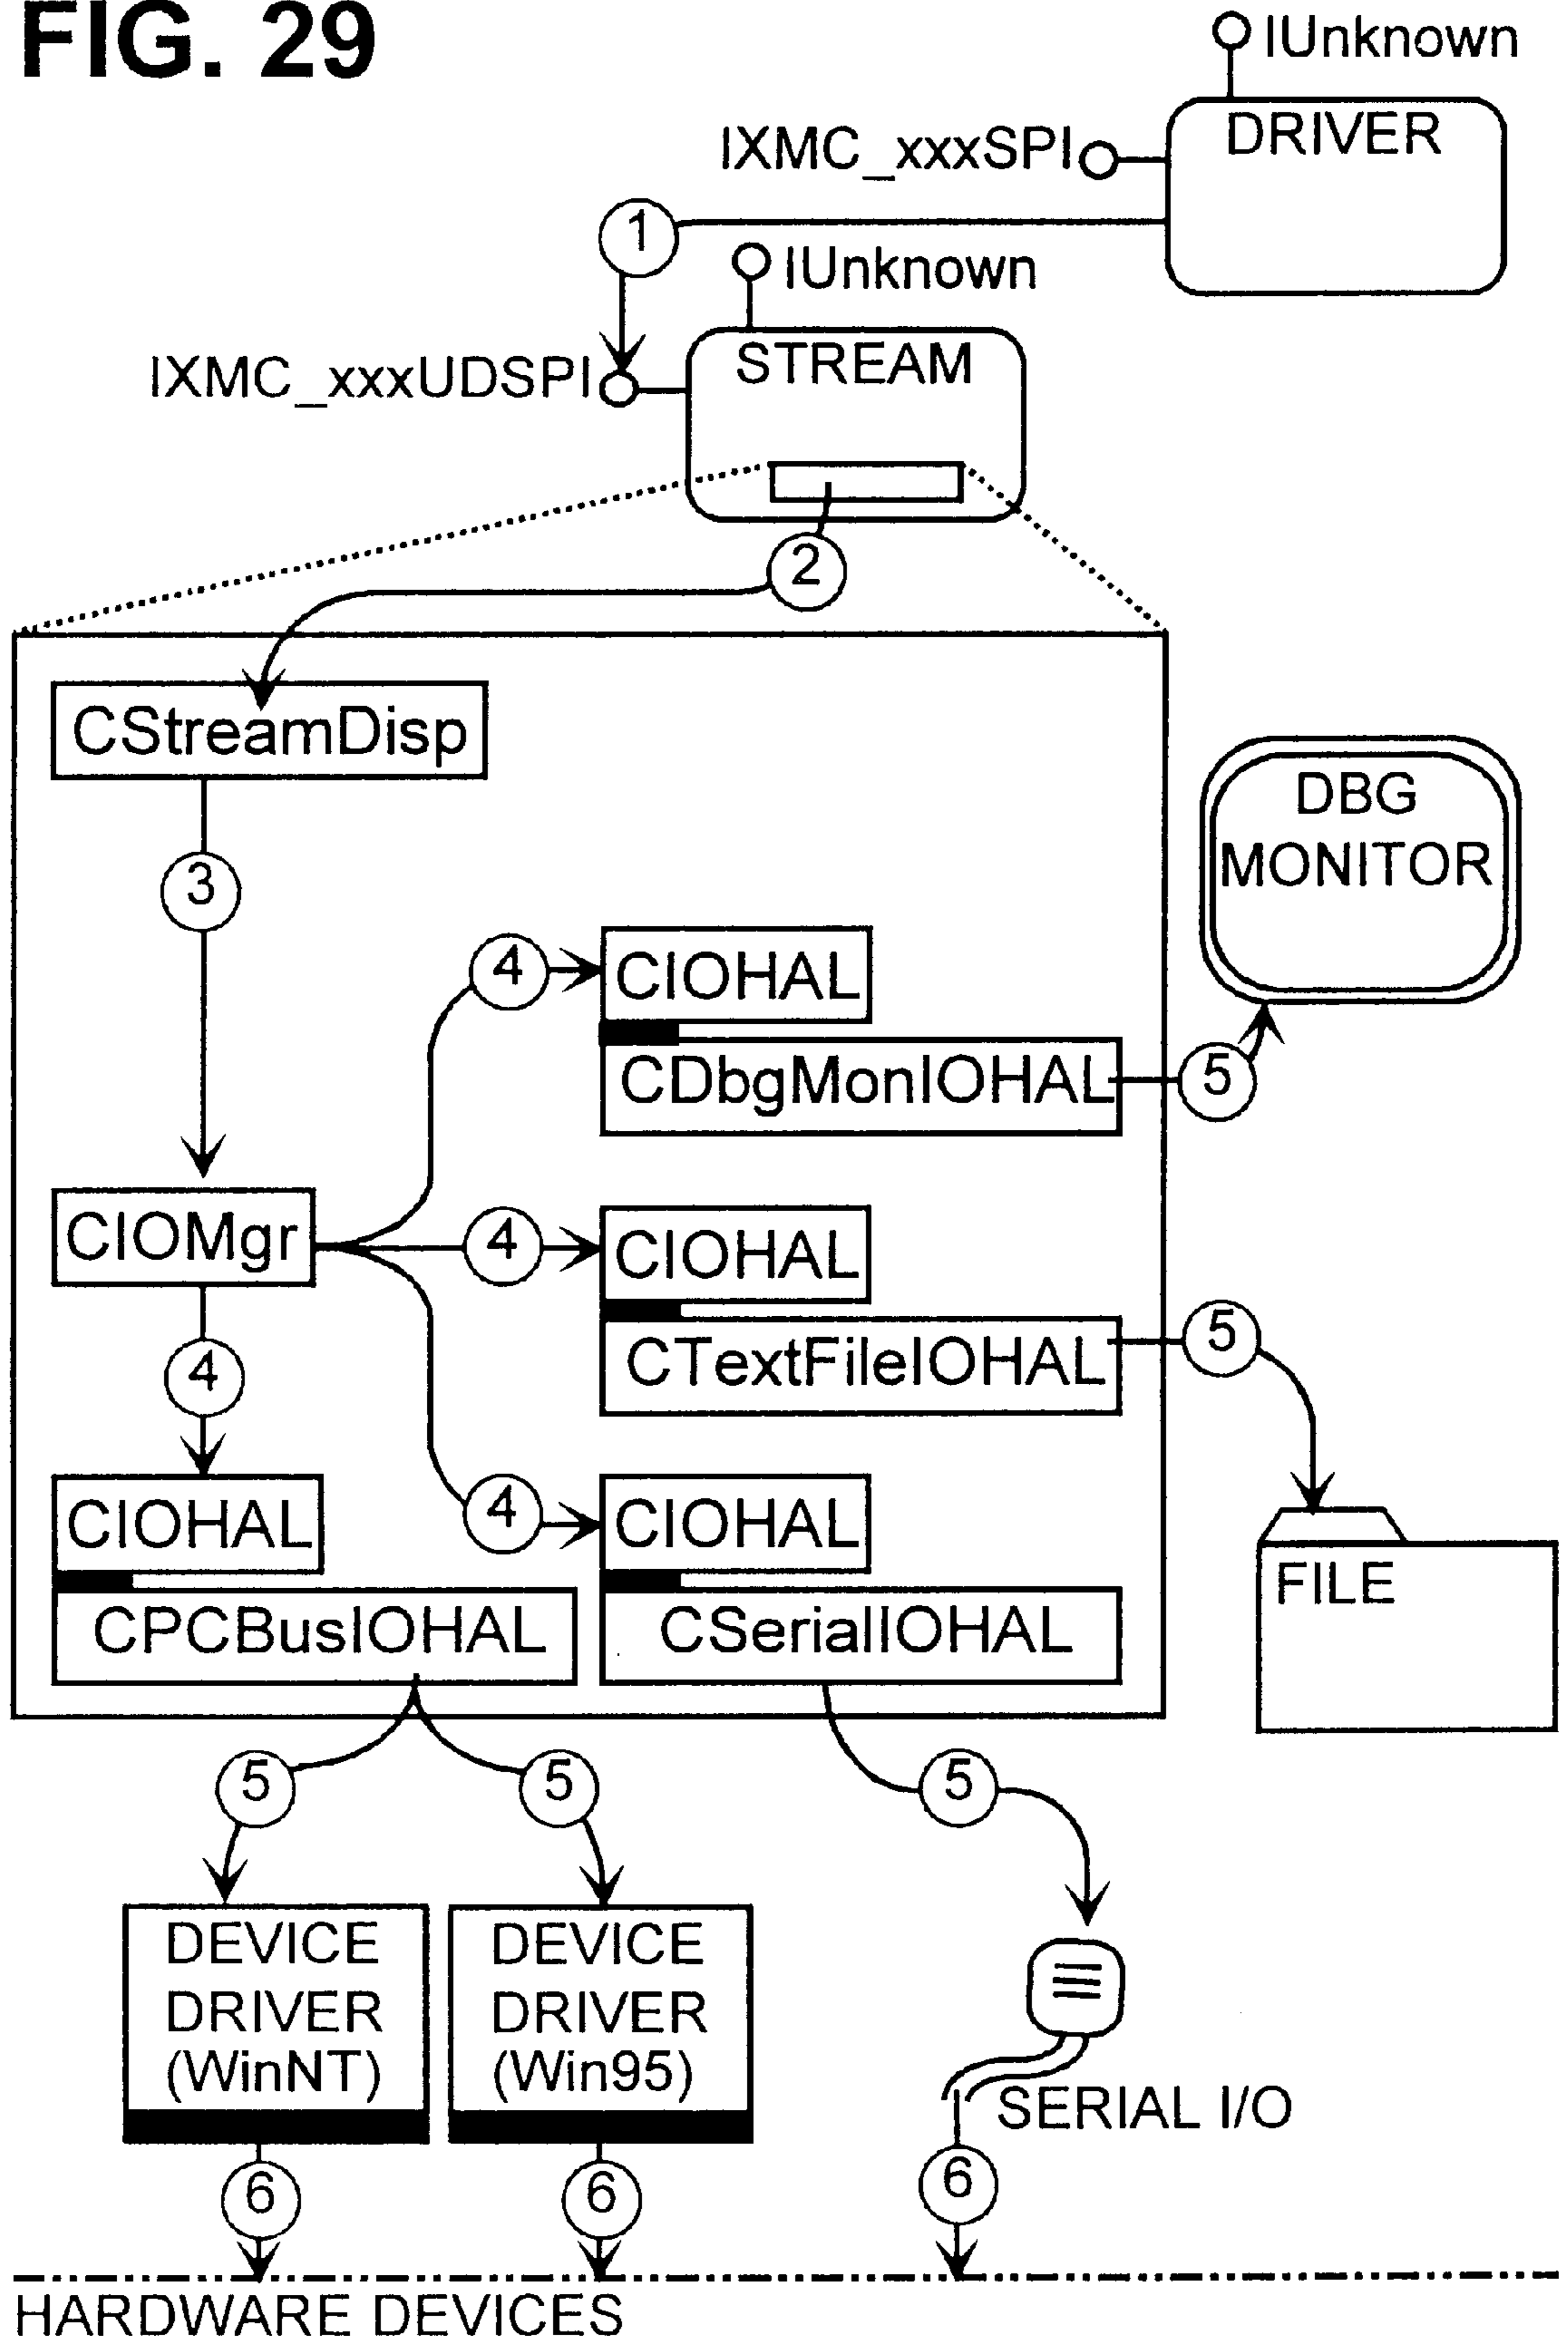 FIG. 29
IUnknown
DRIVER
IXMC_xxxSPI
1
IUnknown
IXMC_xxxUDSPI
STREAM
2
CStreamDisp
DBG
MONITOR
3
4
CIOHAL
CDbgMonIOHAL
5
CIOMgr
4
CIOHAL
CTextFileIOHAL
5
4
CIOHAL
4
CIOHAL
FILE
CPCBusIOHAL
CSerialIOHAL
5
5
5
DEVICE
DRIVER
(WinNT)
DEVICE
DRIVER
(Win95)
SERIAL I/O
6
6
6
HARDWARE DEVICES